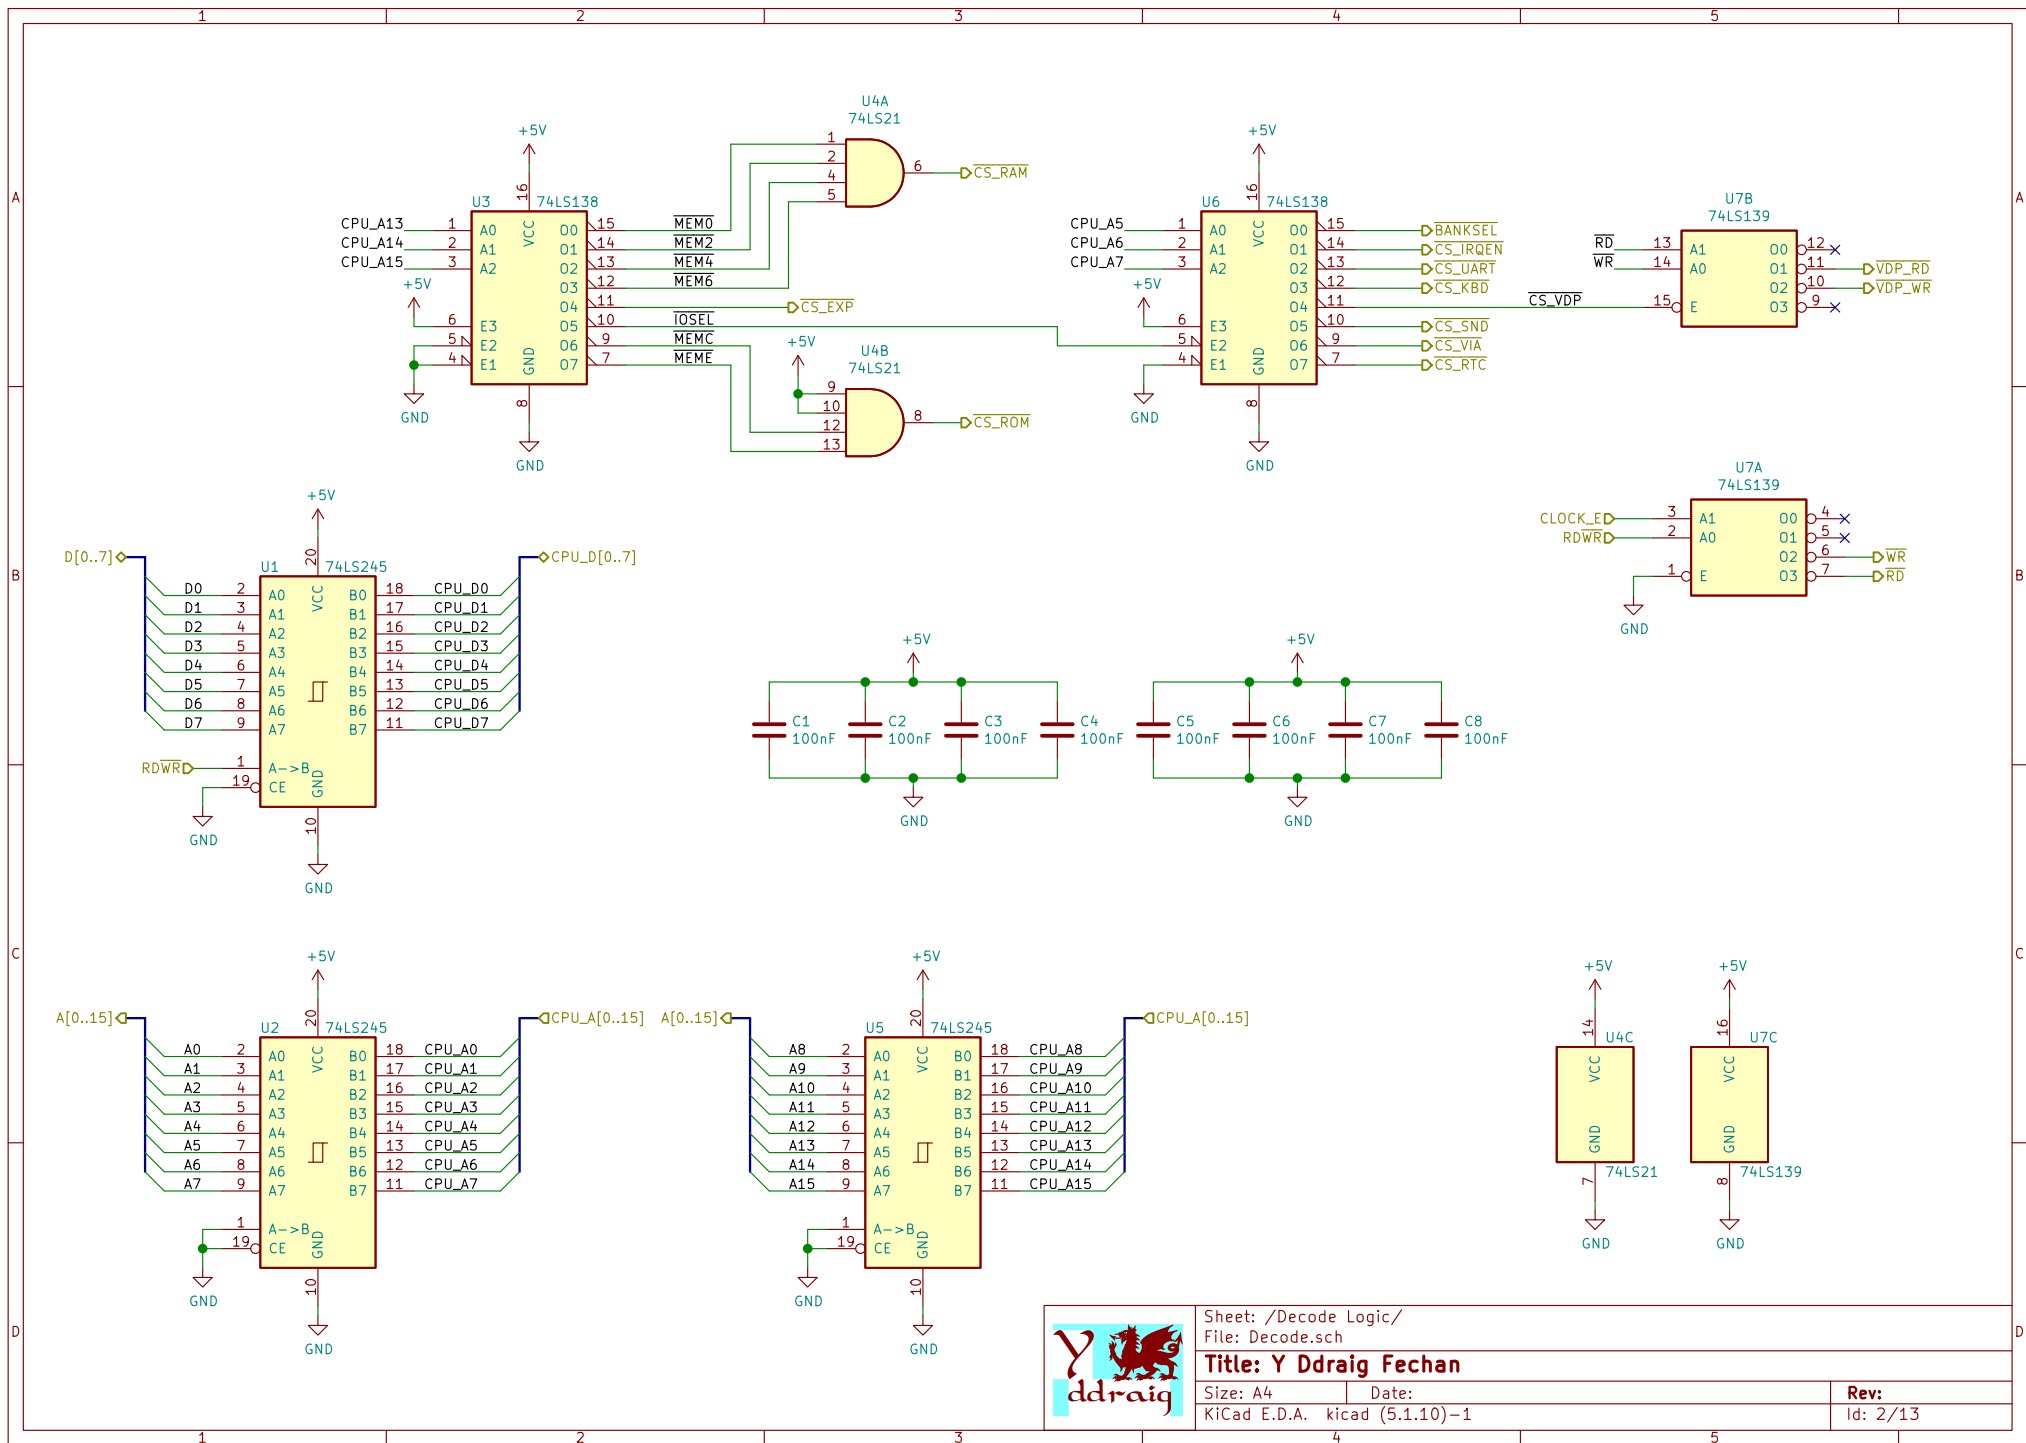 1 2 3 4 5
A A
B B
C C
D D
U4A
74LS21
1
2
4
5
6
CS_RAM
+5V
U3 74LS138
16
VCC
CPU_A13 1 A0 O0 15 MEM0
CPU_A14 2 A1 O1 14 MEM2
CPU_A15 3 A2 O2 13 MEM4
+5V O3 12 MEM6
O4 11 CS_EXP
6 E3 O5 10 IOSEL
5 E2 O6 9 MEMC
4 E1 O7 7 MEME
GND
GND
8
GND
+5V
U4B
74LS21
9
10
12
13
8
CS_ROM
+5V
U6 74LS138
16
VCC
CPU_A5 1 A0 O0 15 BANKSEL
CPU_A6 2 A1 O1 14 CS_IRQEN
CPU_A7 3 A2 O2 13 CS_UART
+5V O3 12 CS_KBD
O4 11 CS_VDP
6 E3 O5 10 CS_SND
5 E2 O6 9 CS_VIA
4 E1 O7 7 CS_RTC
GND
GND
8
GND
U7B
74LS139
RD 13 A1 O0 12
WR 14 A0 O1 11 VDP_RD
O2 10 VDP_WR
15 E O3 9
U7A
74LS139
CLOCK_E 3 A1 O0 4
RDWR 2 A0 O1 5
O2 6 WR
1 E O3 7 RD
GND
+5V
20
D[0..7] CPU_D[0..7]
U1 74LS245
VCC
D0 2 A0 B0 18 CPU_D0
D1 3 A1 B1 17 CPU_D1
D2 4 A2 B2 16 CPU_D2
D3 5 A3 B3 15 CPU_D3
D4 6 A4 B4 14 CPU_D4
D5 7 A5 B5 13 CPU_D5
D6 8 A6 B6 12 CPU_D6
D7 9 A7 B7 11 CPU_D7
RDWR 1 A->B
19 CE
GND
GND
10
GND
+5V
C1
100nF
C2
100nF
C3
100nF
C4
100nF
GND
+5V
C5
100nF
C6
100nF
C7
100nF
C8
100nF
GND
+5V
20
A[0..15] CPU_A[0..15]
U2 74LS245
VCC
A0 2 A0 B0 18 CPU_A0
A1 3 A1 B1 17 CPU_A1
A2 4 A2 B2 16 CPU_A2
A3 5 A3 B3 15 CPU_A3
A4 6 A4 B4 14 CPU_A4
A5 7 A5 B5 13 CPU_A5
A6 8 A6 B6 12 CPU_A6
A7 9 A7 B7 11 CPU_A7
1 A->B
19 CE
GND
GND
10
GND
+5V
20
A[0..15] CPU_A[0..15]
U5 74LS245
VCC
A8 2 A0 B0 18 CPU_A8
A9 3 A1 B1 17 CPU_A9
A10 4 A2 B2 16 CPU_A10
A11 5 A3 B3 15 CPU_A11
A12 6 A4 B4 14 CPU_A12
A13 7 A5 B5 13 CPU_A13
A14 8 A6 B6 12 CPU_A14
A15 9 A7 B7 11 CPU_A15
1 A->B
19 CE
GND
GND
10
GND
+5V
14
U4C
VCC
GND
74LS21
7
GND
+5V
16
U7C
VCC
GND
74LS139
8
GND
Y
ddraig
Sheet: /Decode Logic/
File: Decode.sch
Title: Y Ddraig Fechan
Size: A4 Date: Rev:
KiCad E.D.A. kicad (5.1.10)-1 Id: 2/13
1 2 3 4 5